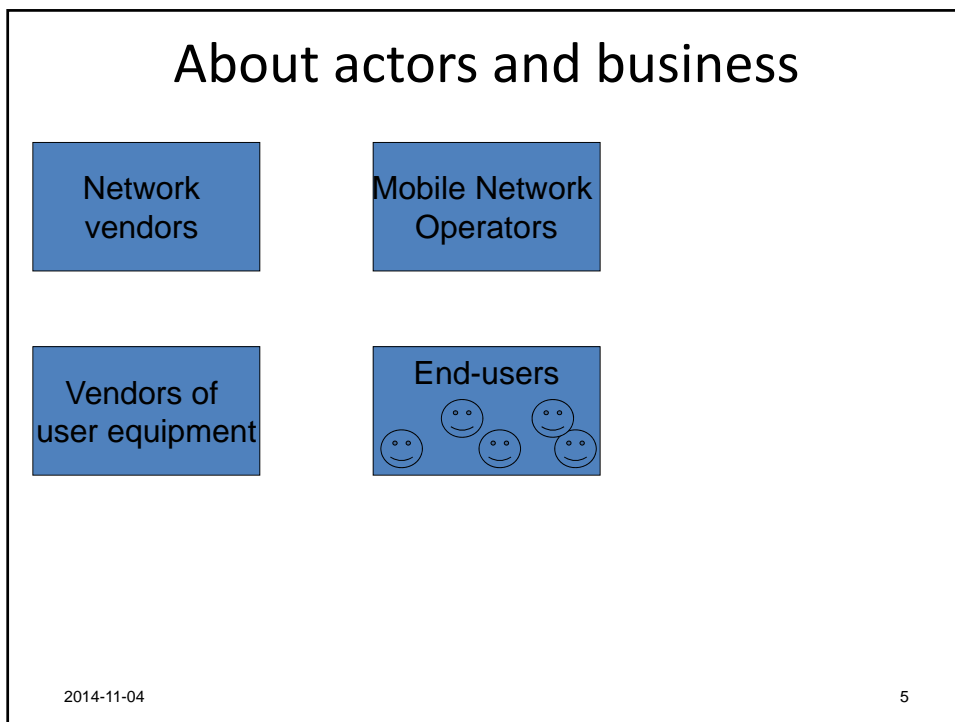 About actors and business
Network
vendors
Mobile Network
Operators
Vendors of
user equipment
End-users
2014-11-04
5